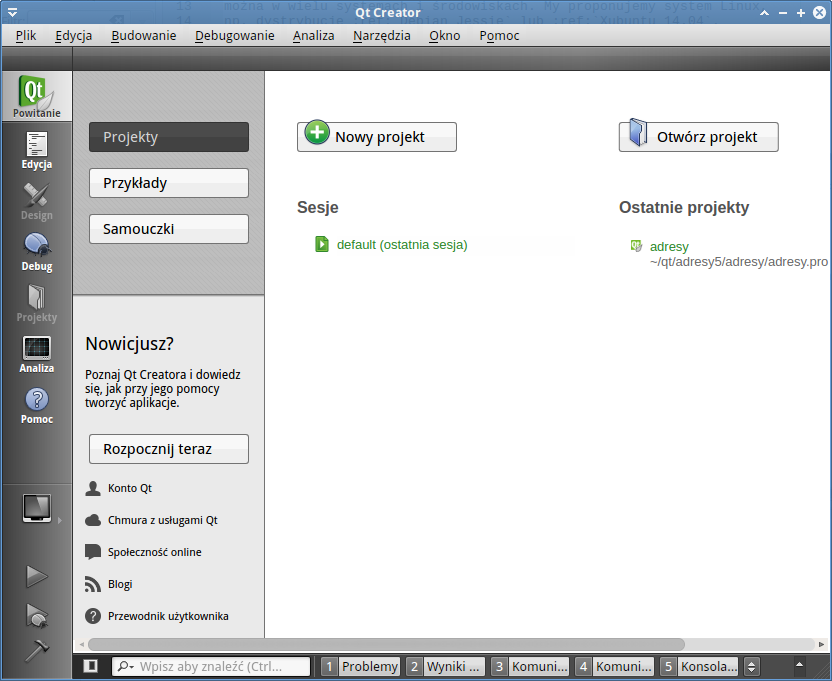 Qt Creator
Plik Edycja Budowanie Debugowanie Analiza Narzędzia Okno Pomoc
Qt
Powitanie
Edycja
Design
Debug
Projekty
Analiza
Pomoc
Projekty
Przykłady
Samouczki
Nowicjusz?
Poznaj Qt Creatora i dowiedz
się, jak przy jego pomocy
tworzyć aplikacje.
Rozpocznij teraz
Konto Qt
Chmura z usługami Qt
Społeczność online
Blogi
Przewodnik użytkownika
Nowy projekt
Otwórz projekt
Sesje
Ostatnie projekty
default (ostatnia sesja)
adresy
~/qt/adresy5/adresy/adresy.pro
Wpisz aby znaleźć (Ctrl...
1 Problemy 2 Wyniki ... 3 Komuni... 4 Komuni... 5 Konsola...